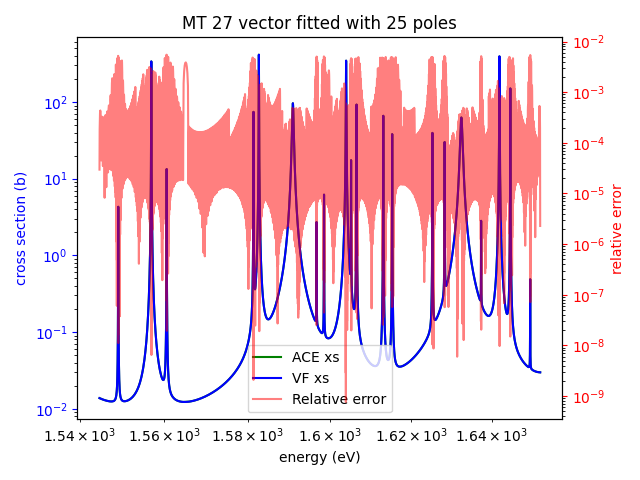 MT 27 vector fitted with 25 poles
cross section (b)
10²
10¹
10⁰
10⁻¹
10⁻²
10⁻²
10⁻³
10⁻⁴
10⁻⁵
10⁻⁶
10⁻⁷
10⁻⁸
10⁻⁹
relative error
ACE xs
VF xs
Relative error
1.54 × 10³ 1.56 × 10³ 1.58 × 10³ 1.6 × 10³ 1.62 × 10³ 1.64 × 10³
energy (eV)